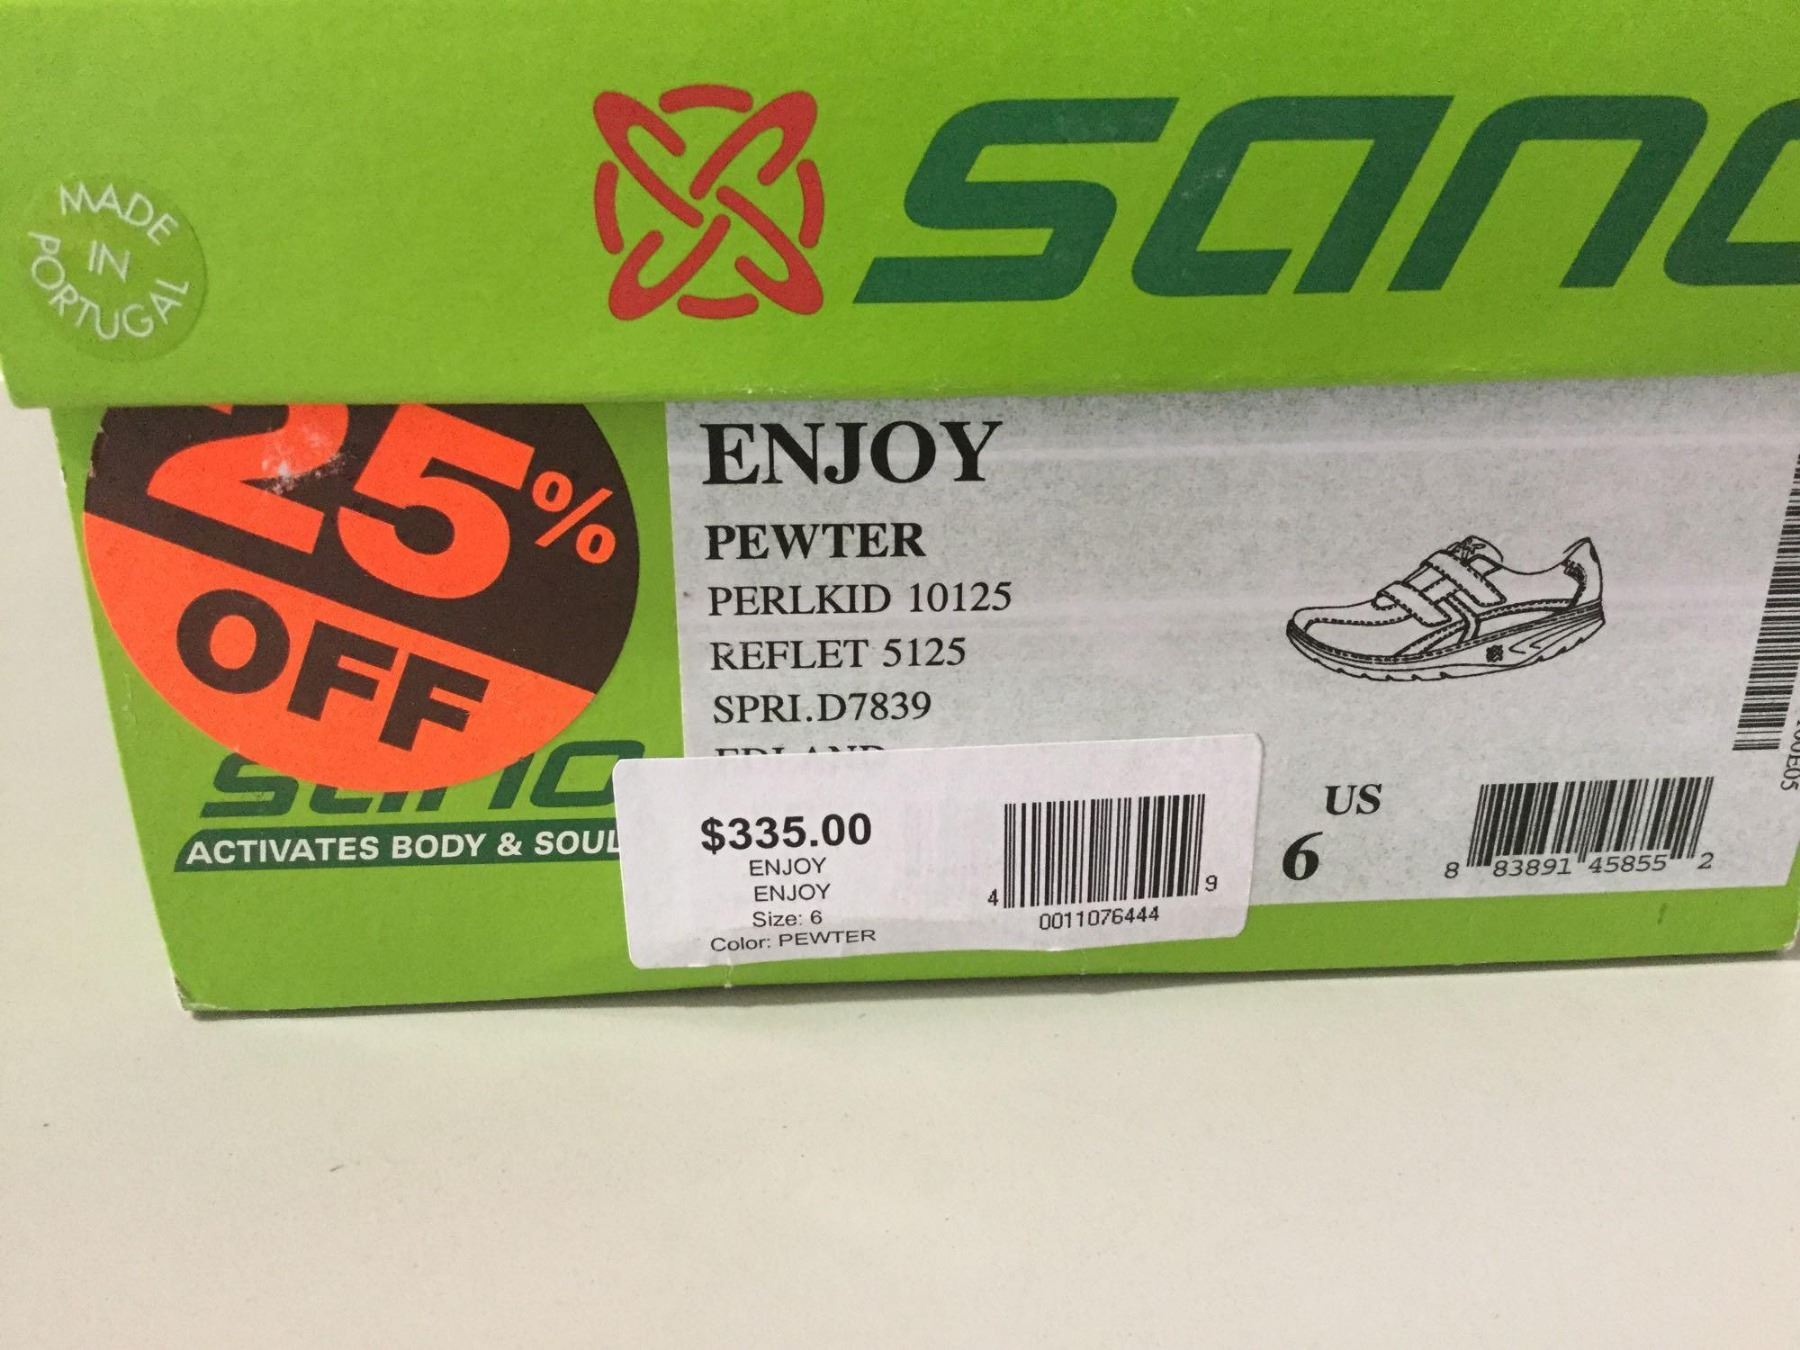 MADE
IN
PORTUGAL
25%
OFF
ACTIVATES BODY & SOUL
ENJOY
PEWTER
PERLKID 10125
REFLET 5125
SPRI.D7839
$335.00
ENJOY
ENJOY
Size: 6
Color: PEWTER
4 9
0011076444
US
6
8 83891 45855 2